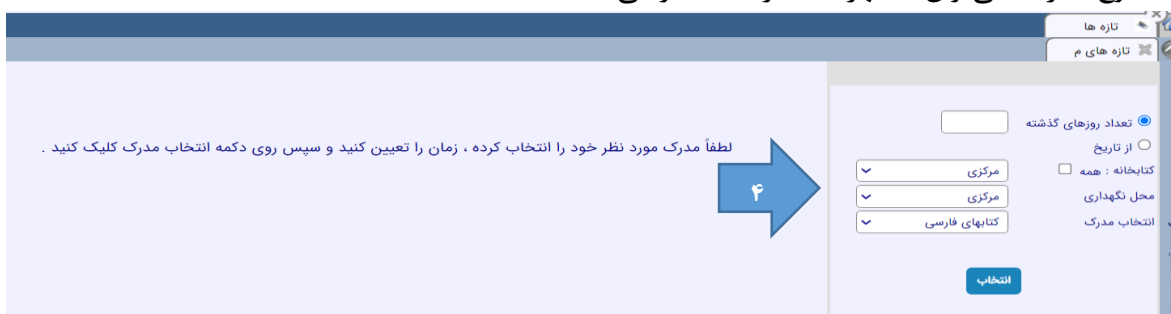 تازه ها
تازه های م
تعداد روزهای گذشته
از تاریخ
کتابخانه : همه
مرکزی
محل نگهداری
مرکزی
انتخاب مدرک
کتابهای فارسی
انتخاب
۴
لطفاً مدرک مورد نظر خود را انتخاب کرده ، زمان را تعیین کنید و سپس روی دکمه انتخاب مدرک کلیک کنید .